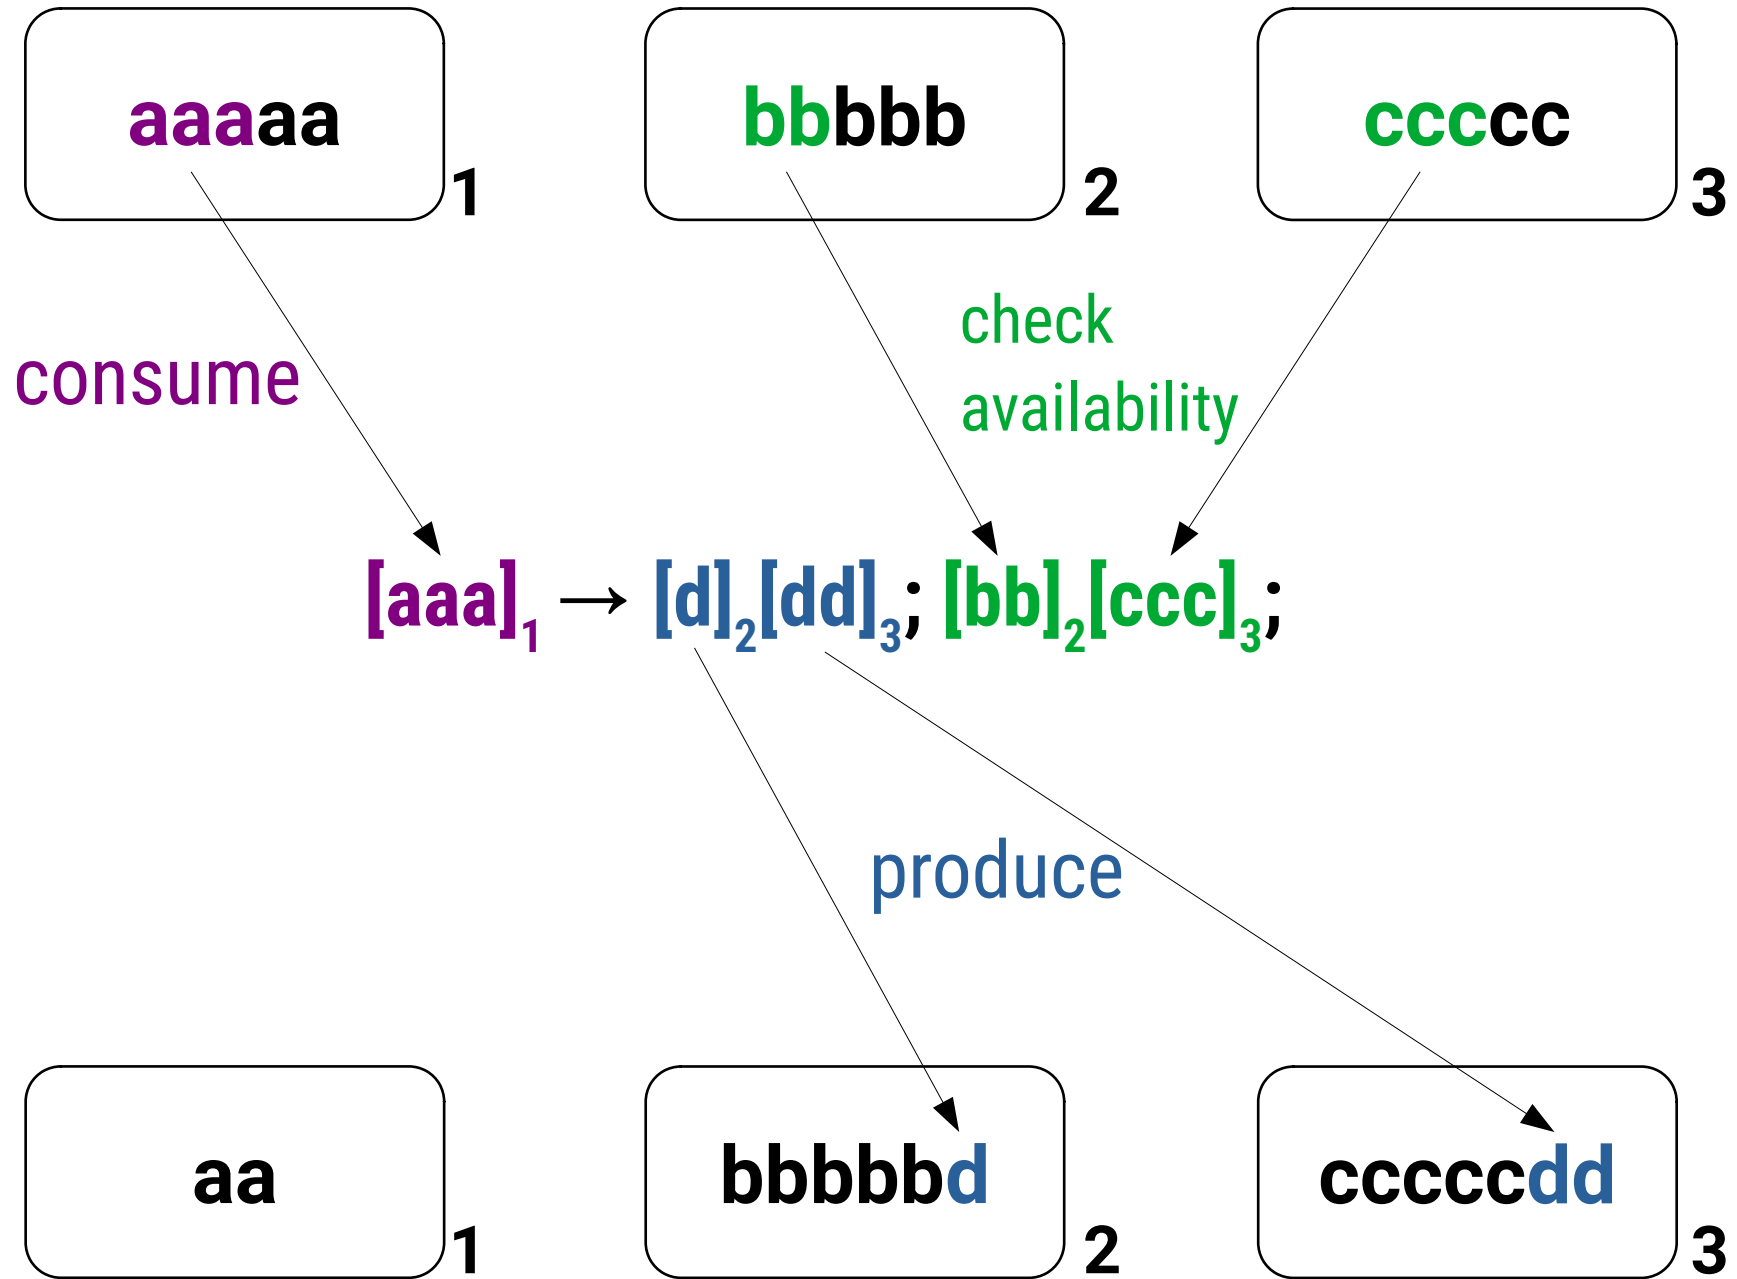 aaaaa 1 bbbbb 2 ccccc 3
check
consume availability
[aaa]₁ → [d]₂[dd]₃; [bb]₂[ccc]₃;
produce
aa 1 bbbbbd 2 cccccdd 3